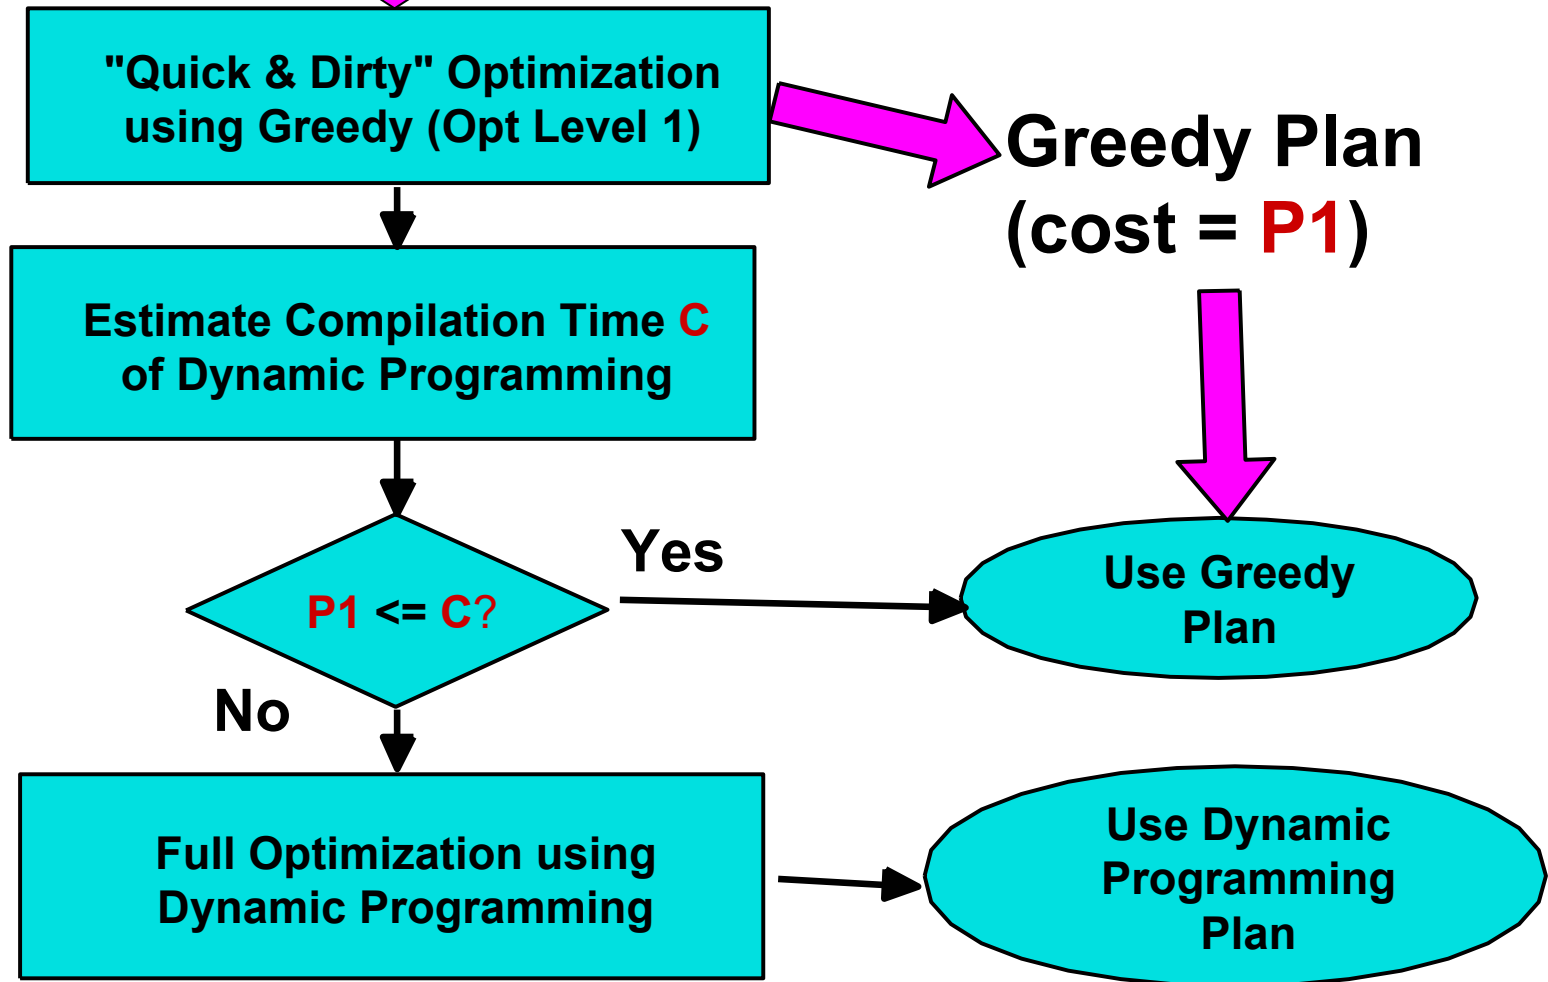 "Quick & Dirty" Optimization
using Greedy (Opt Level 1)
Greedy Plan
(cost = P1)
Estimate Compilation Time C
of Dynamic Programming
P1 <= C?
Yes
Use Greedy
Plan
No
Full Optimization using
Dynamic Programming
Use Dynamic
Programming
Plan